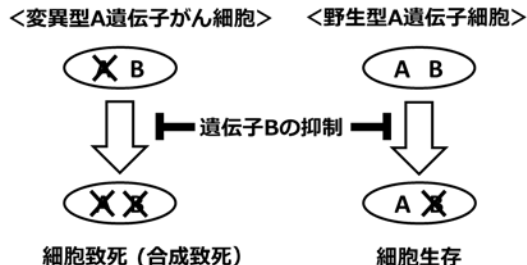 ＜変異型A遺伝子がん細胞＞ ＜野生型A遺伝子細胞＞
A B A B
遺伝子Bの抑制
A B A B
細胞致死 (合成致死) 細胞生存